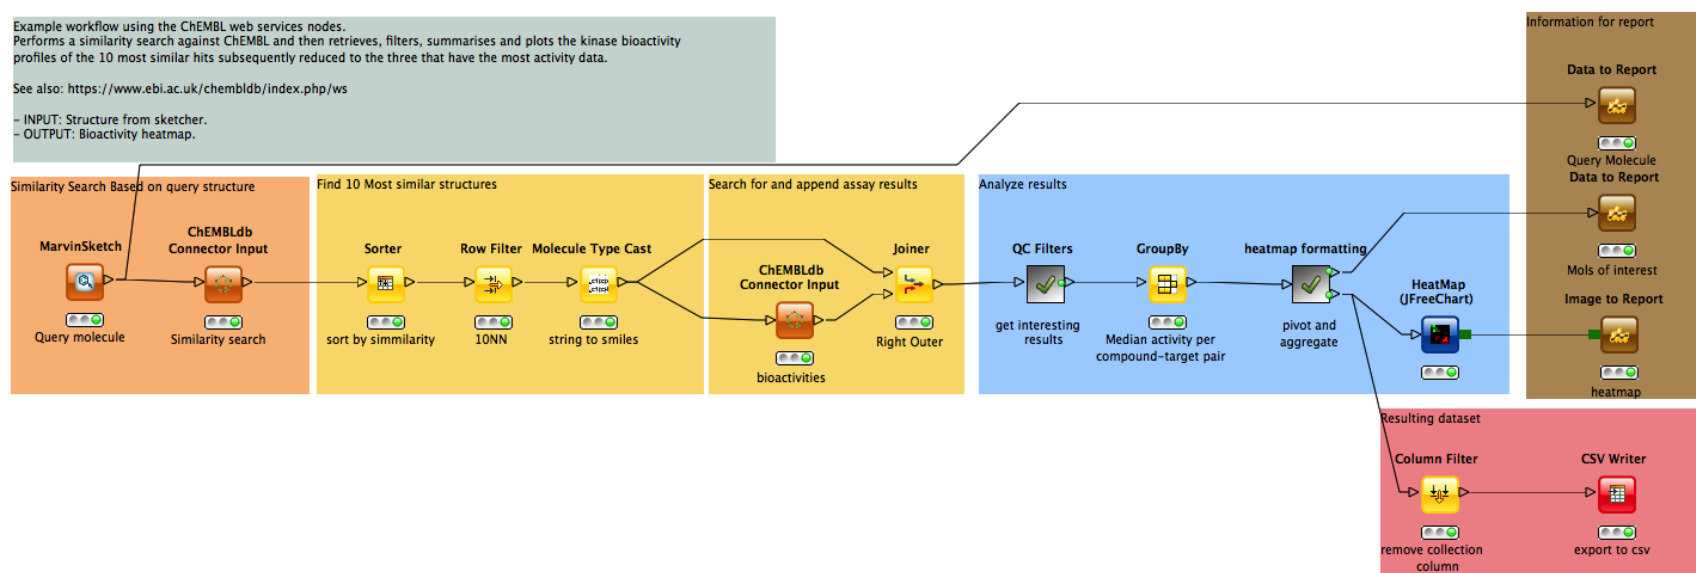 Example workflow using the ChEMBL web services nodes.
Performs a similarity search against ChEMBL and then retrieves, filters, summarises and plots the kinase bioactivity
profiles of the 10 most similar hits subsequently reduced to the three that have the most activity data.
See also: https://www.ebi.ac.uk/chembldb/index.php/ws
- INPUT: Structure from sketcher.
- OUTPUT: Bioactivity heatmap.
Similarity Search Based on query structure
MarvinSketch
Query molecule
ChEMBLdb
Connector Input
Similarity search
Find 10 Most similar structures
Sorter
sort by simmilarity
Row Filter
10NN
Molecule Type Cast
string to smiles
Search for and append assay results
ChEMBLdb
Connector Input
bioactivities
Joiner
Right Outer
Analyze results
QC Filters
get interesting
results
GroupBy
Median activity per
compound-target pair
heatmap formatting
pivot and
aggregate
HeatMap
(JFreeChart)
Information for report
Data to Report
Query Molecule
Data to Report
Mols of interest
Image to Report
heatmap
Resulting dataset
Column Filter
remove collection
column
CSV Writer
export to csv